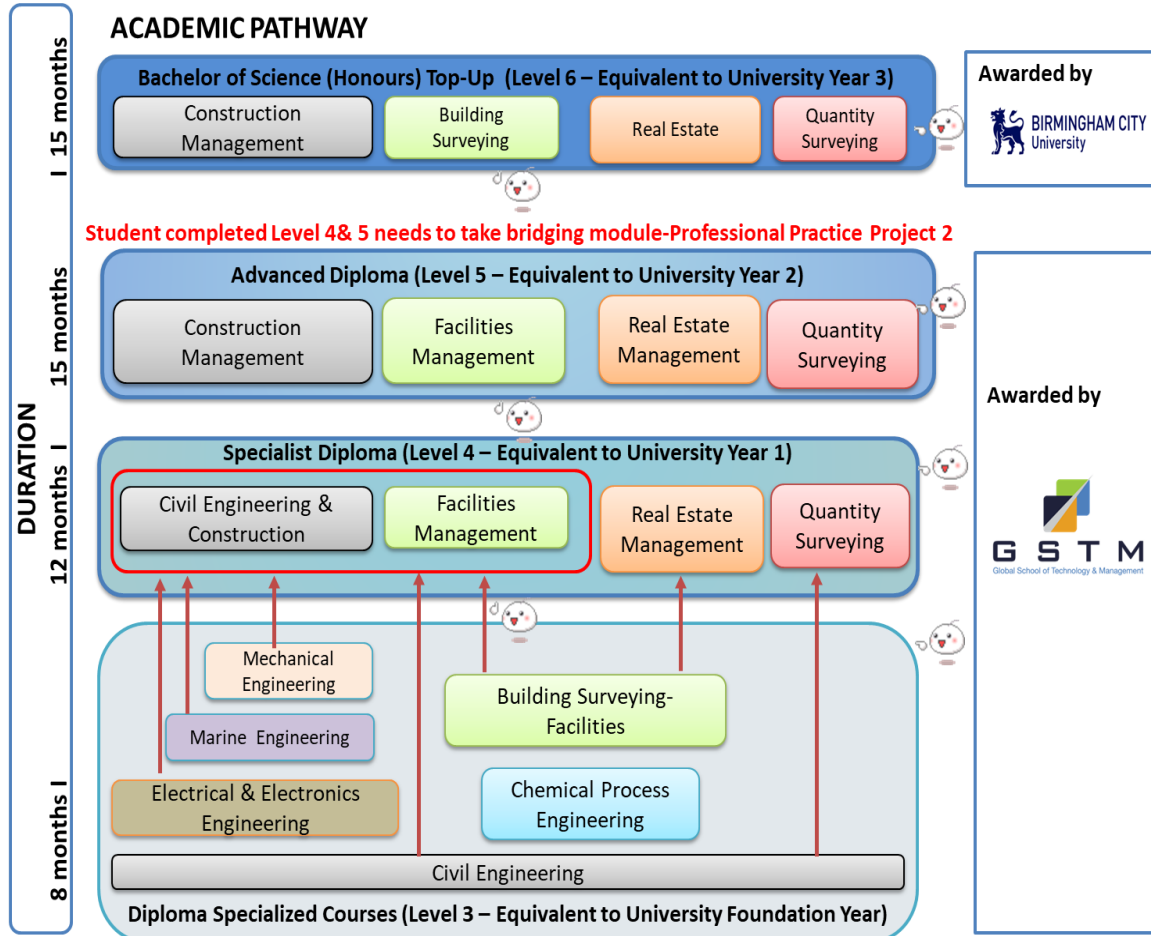 ACADEMIC PATHWAY
DURATION
15 months
Bachelor of Science (Honours) Top-Up (Level 6 – Equivalent to University Year 3)
Construction
Management
Building
Surveying
Real Estate
Quantity
Surveying
Awarded by
BIRMINGHAM CITY
University
Student completed Level 4& 5 needs to take bridging module-Professional Practice Project 2
15 months
Advanced Diploma (Level 5 – Equivalent to University Year 2)
Construction
Management
Facilities
Management
Real Estate
Management
Quantity
Surveying
Awarded by
GSTM
Global School of Technology & Management
12 months
Specialist Diploma (Level 4 – Equivalent to University Year 1)
Civil Engineering &
Construction
Facilities
Management
Real Estate
Management
Quantity
Surveying
8 months
Mechanical
Engineering
Marine Engineering
Electrical & Electronics
Engineering
Building Surveying-
Facilities
Chemical Process
Engineering
Civil Engineering
Diploma Specialized Courses (Level 3 – Equivalent to University Foundation Year)